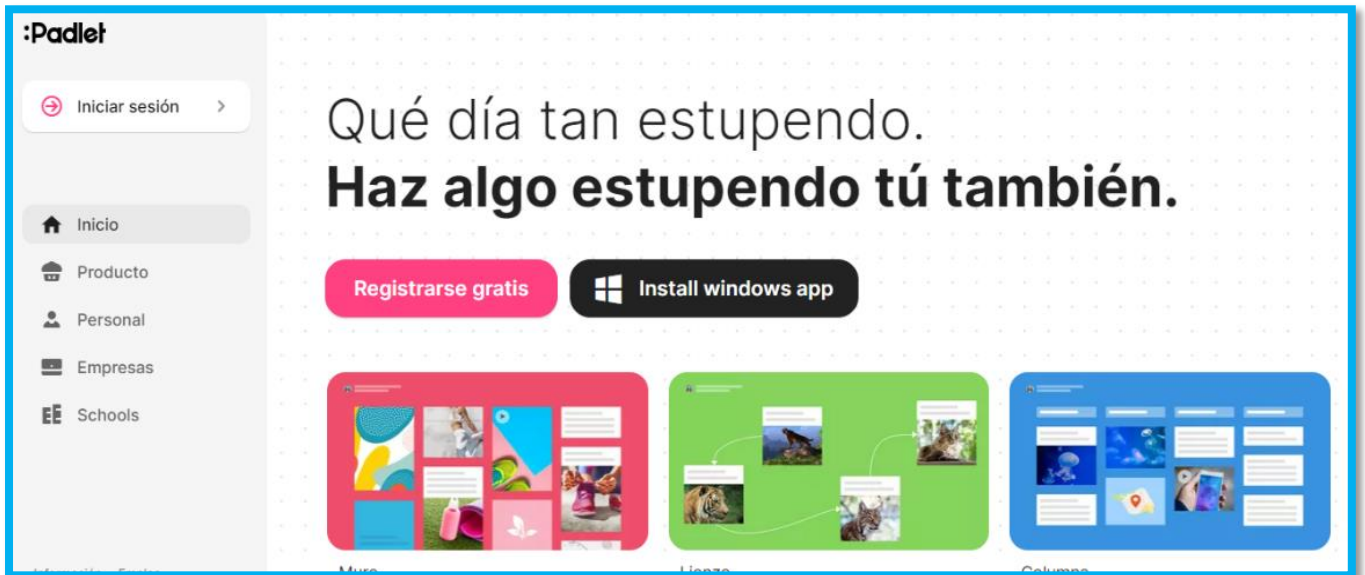 :Padlet
Iniciar sesión
Inicio
Producto
Personal
Empresas
Schools
Qué día tan estupendo.
Haz algo estupendo tú también.
Registrarse gratis
Install windows app